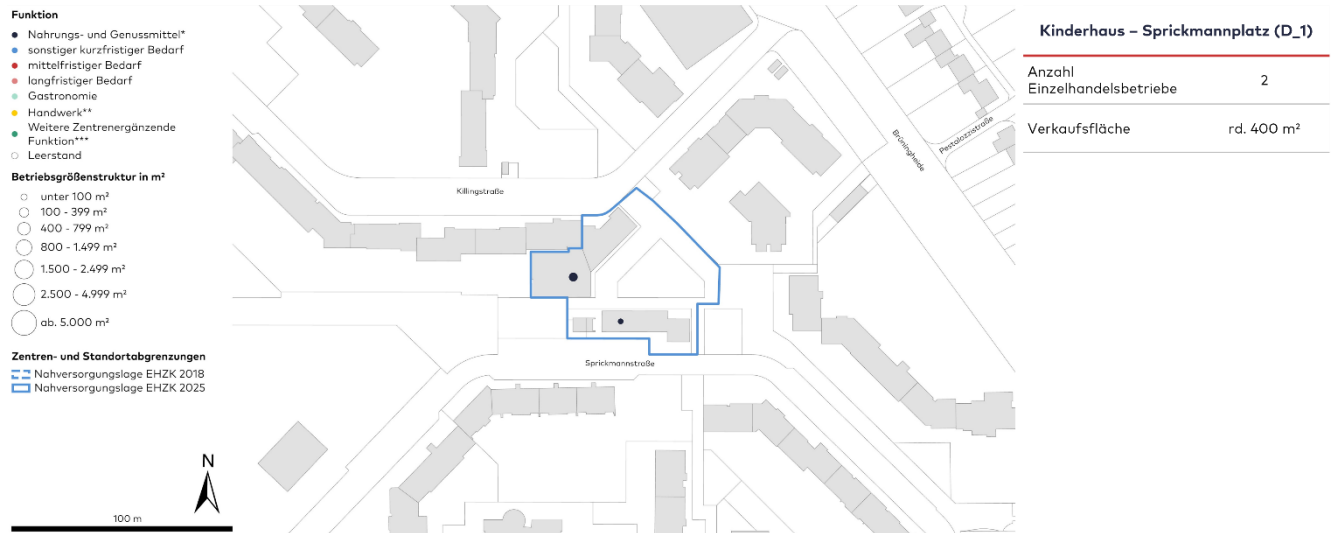 Funktion
Nahrungs- und Genussmittel*
sonstiger kurzfristiger Bedarf
mittelfristiger Bedarf
langfristiger Bedarf
Gastronomie
Handwerk**
Weitere Zentrenergänzende
Funktion***
Leerstand
Betriebsgrößenstruktur in m²
unter 100 m²
100 - 399 m²
400 - 799 m²
800 - 1.499 m²
1.500 - 2.499 m²
2.500 - 4.999 m²
ab. 5.000 m²
Zentren- und Standortabgrenzungen
Nahversorgungslage EHZK 2018
Nahversorgungslage EHZK 2025
N
100 m
Killingstraße
Brüningheide
Pestalozzistraße
Sprickmannstraße
Kinderhaus – Sprickmannplatz (D_1)
Anzahl
Einzelhandelsbetriebe 2
Verkaufsfläche rd. 400 m²